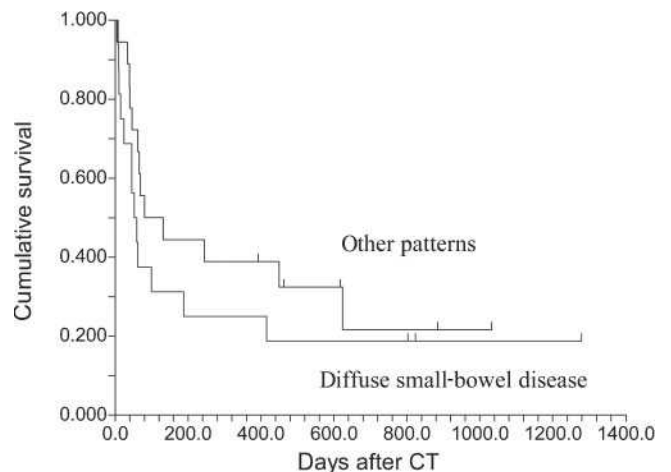 1.000
0.800
0.600
0.400
0.200
0.000
Cumulative survival
Other patterns
Diffuse small-bowel disease
0.0 200.0 400.0 600.0 800.0 1000.0 1200.0 1400.0
Days after CT